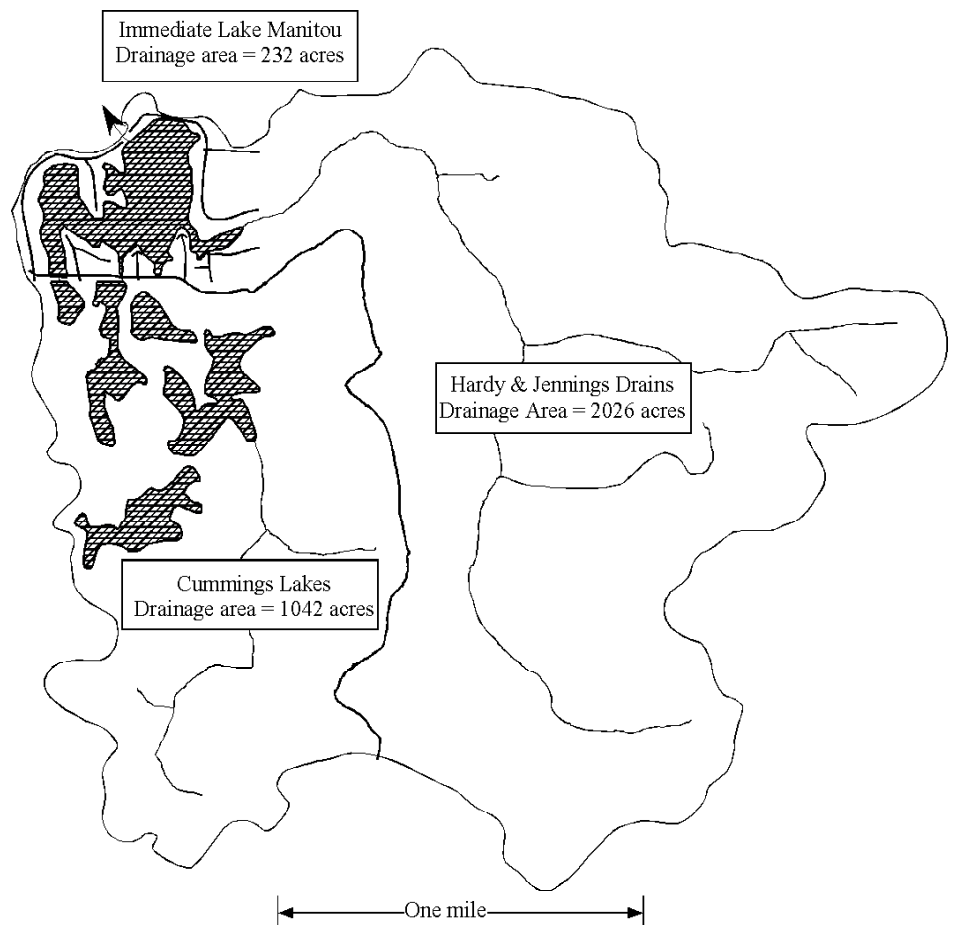 Immediate Lake Manitou
Drainage area = 232 acres
Hardy & Jennings Drains
Drainage Area = 2026 acres
Cummings Lakes
Drainage area = 1042 acres
One mile